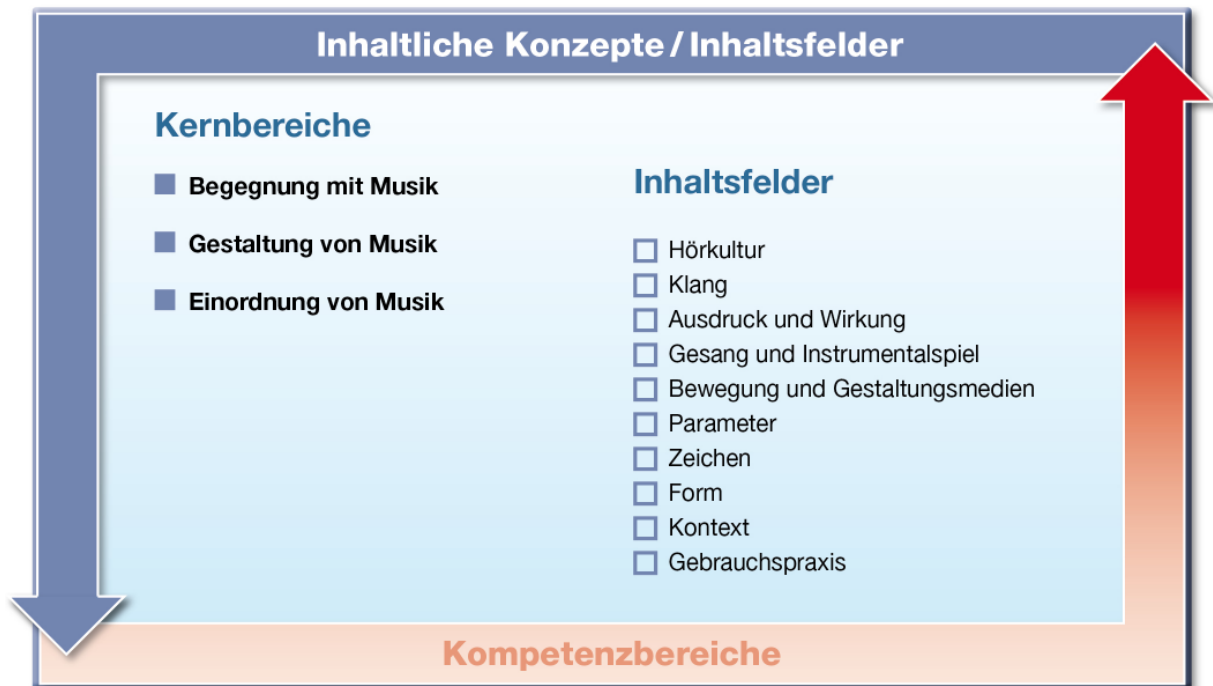 Inhaltliche Konzepte / Inhaltsfelder
Kernbereiche
Begegnung mit Musik
Gestaltung von Musik
Einordnung von Musik
Inhaltsfelder
Hörkultur
Klang
Ausdruck und Wirkung
Gesang und Instrumentalspiel
Bewegung und Gestaltungsmedien
Parameter
Zeichen
Form
Kontext
Gebrauchspraxis
Kompetenzbereiche